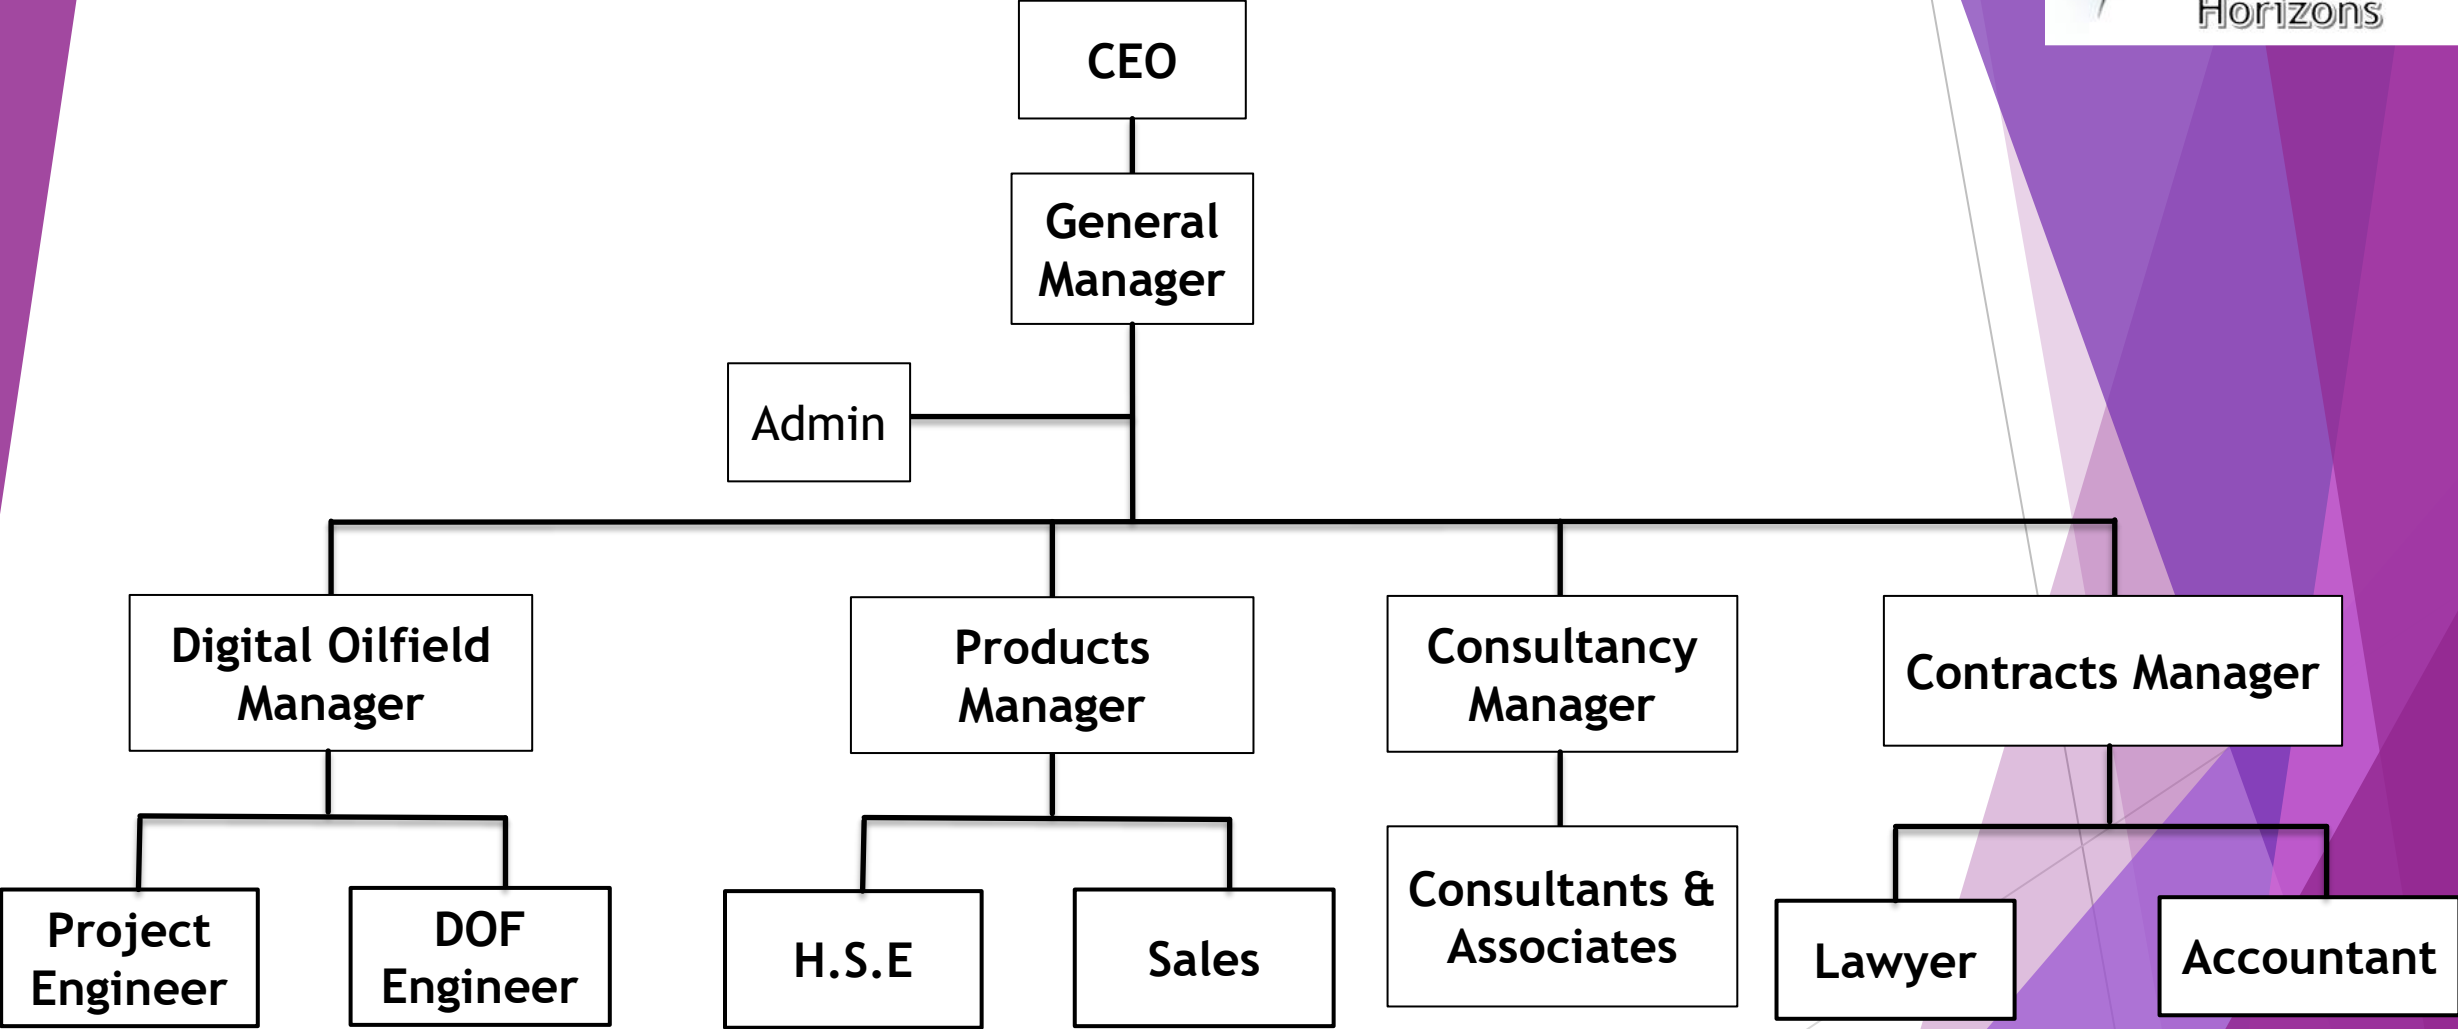 Horizons
CEO
General
Manager
Admin
Digital Oilfield
Manager
Products
Manager
Consultancy
Manager
Contracts Manager
Project
Engineer
DOF
Engineer
H.S.E
Sales
Consultants &
Associates
Lawyer
Accountant